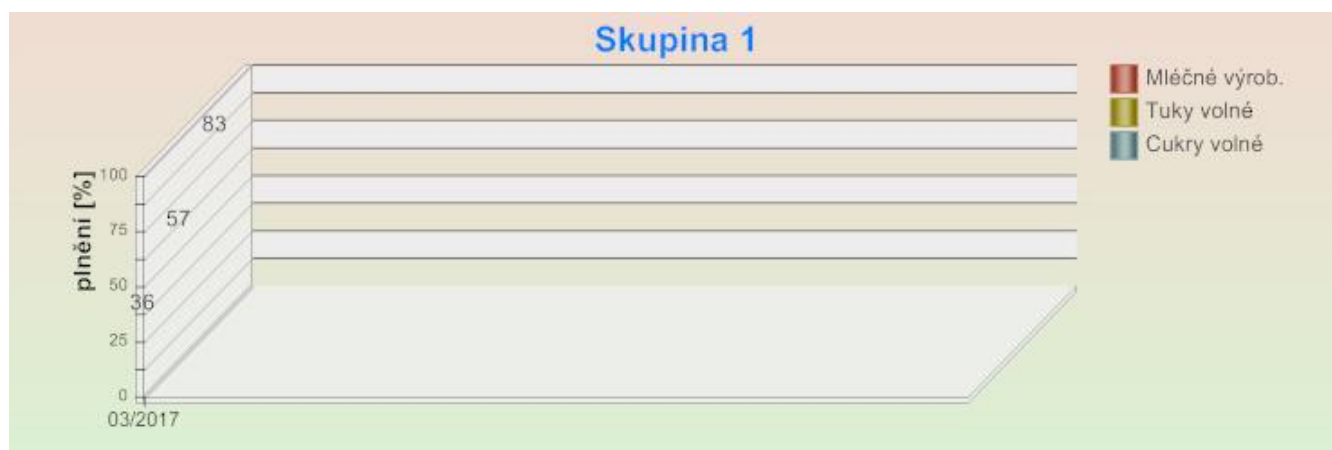 Skupina 1
Mléčné výrob.
Tuky volné
Cukry volné
plnění [%]
100
75
50
25
0
83
57
36
03/2017